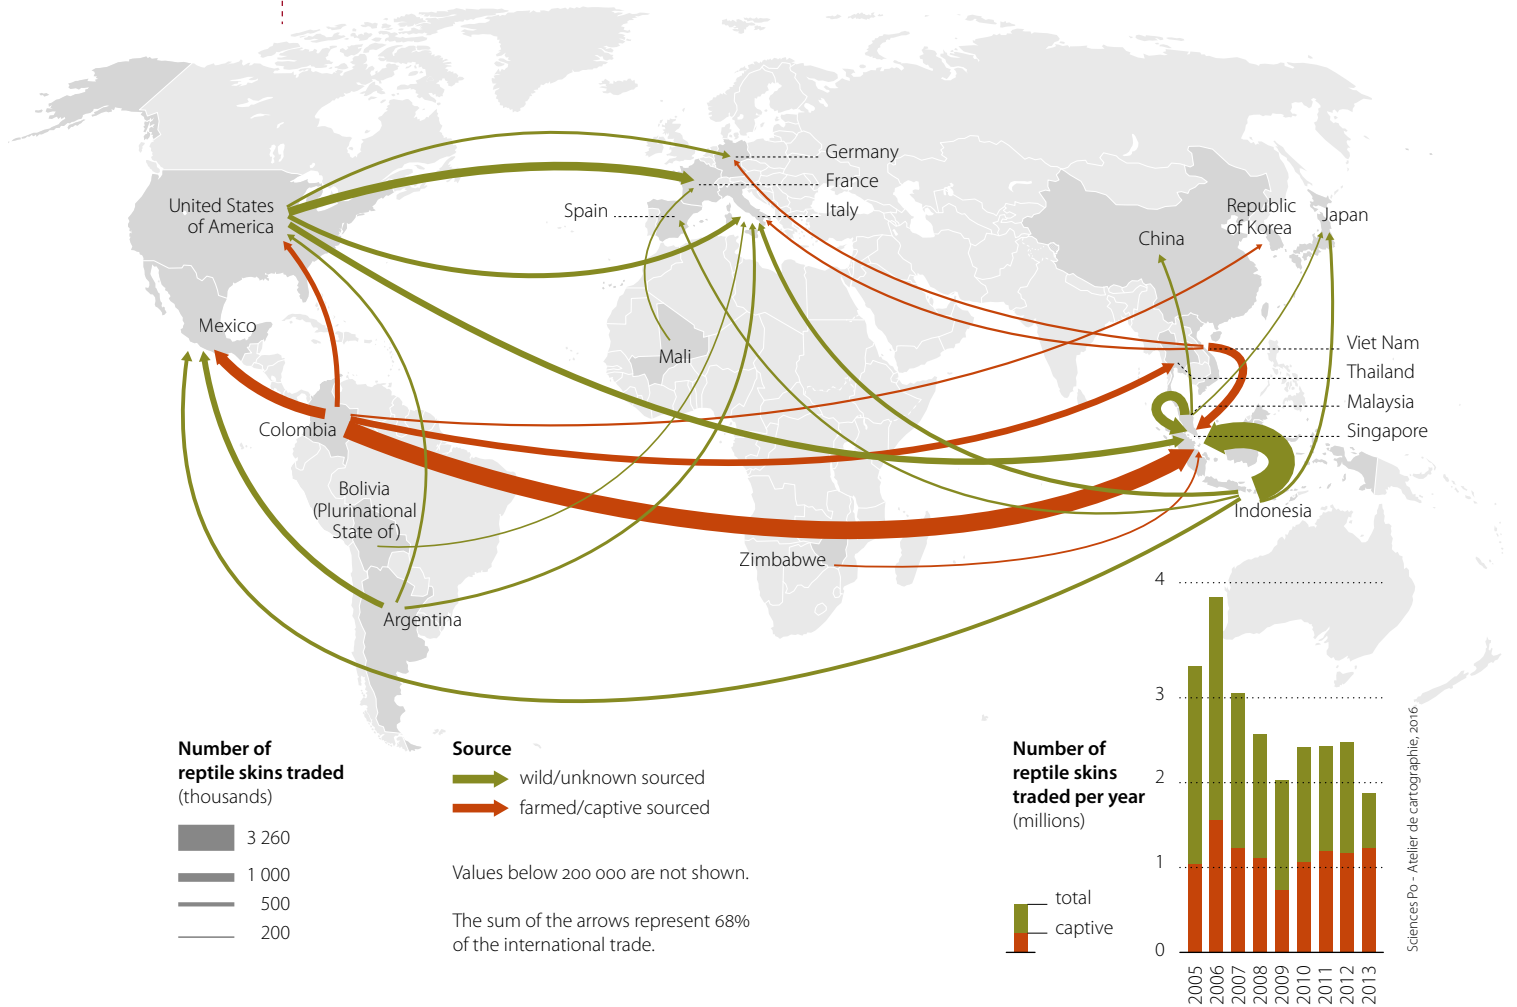 Germany
France
Spain
Italy
United States
of America
Republic
of Korea
Japan
China
Mexico
Mali
Viet Nam
Thailand
Malaysia
Singapore
Colombia
Bolivia
(Plurinational
State of)
Indonesia
Zimbabwe
Argentina
Number of
reptile skins traded
(thousands)
3 260
1 000
500
200
Source
wild/unknown sourced
farmed/captive sourced
Values below 200 000 are not shown.
The sum of the arrows represent 68%
of the international trade.
Number of
reptile skins
traded per year
(millions)
total
captive
4
3
2
1
0
2005
2006
2007
2008
2009
2010
2011
2012
2013
Sciences Po - Atelier de cartographie, 2016